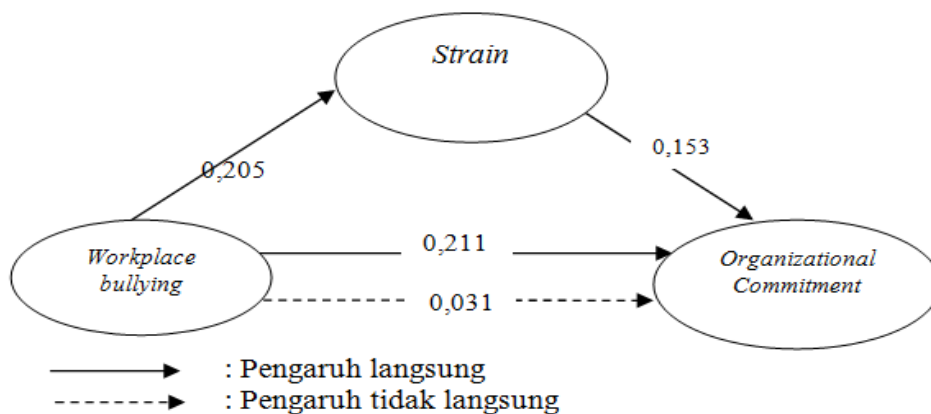 Strain
0,205
0,153
Workplace
bullying
0,211
0,031
Organizational
Commitment
: Pengaruh langsung
: Pengaruh tidak langsung